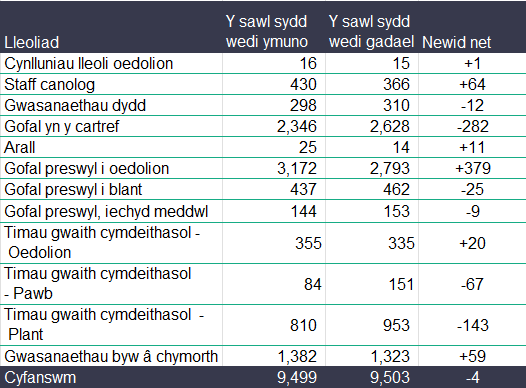 Lleoliad Y sawl sydd wedi ymuno Y sawl sydd wedi gadael Newid net
Cynlluniau lleoli oedolion 16 15 +1
Staff canolog 430 366 +64
Gwasanaethau dydd 298 310 -12
Gofal yn y cartref 2,346 2,628 -282
Arall 25 14 +11
Gofal preswyl i oedolion 3,172 2,793 +379
Gofal preswyl i blant 437 462 -25
Gofal preswyl, iechyd meddwl 144 153 -9
Timau gwaith cymdeithasol -
Oedolion 355 335 +20
Timau gwaith cymdeithasol
- Pawb 84 151 -67
Timau gwaith cymdeithasol -
Plant 810 953 -143
Gwasanaethau byw â chymorth 1,382 1,323 +59
Cyfanswm 9,499 9,503 -4